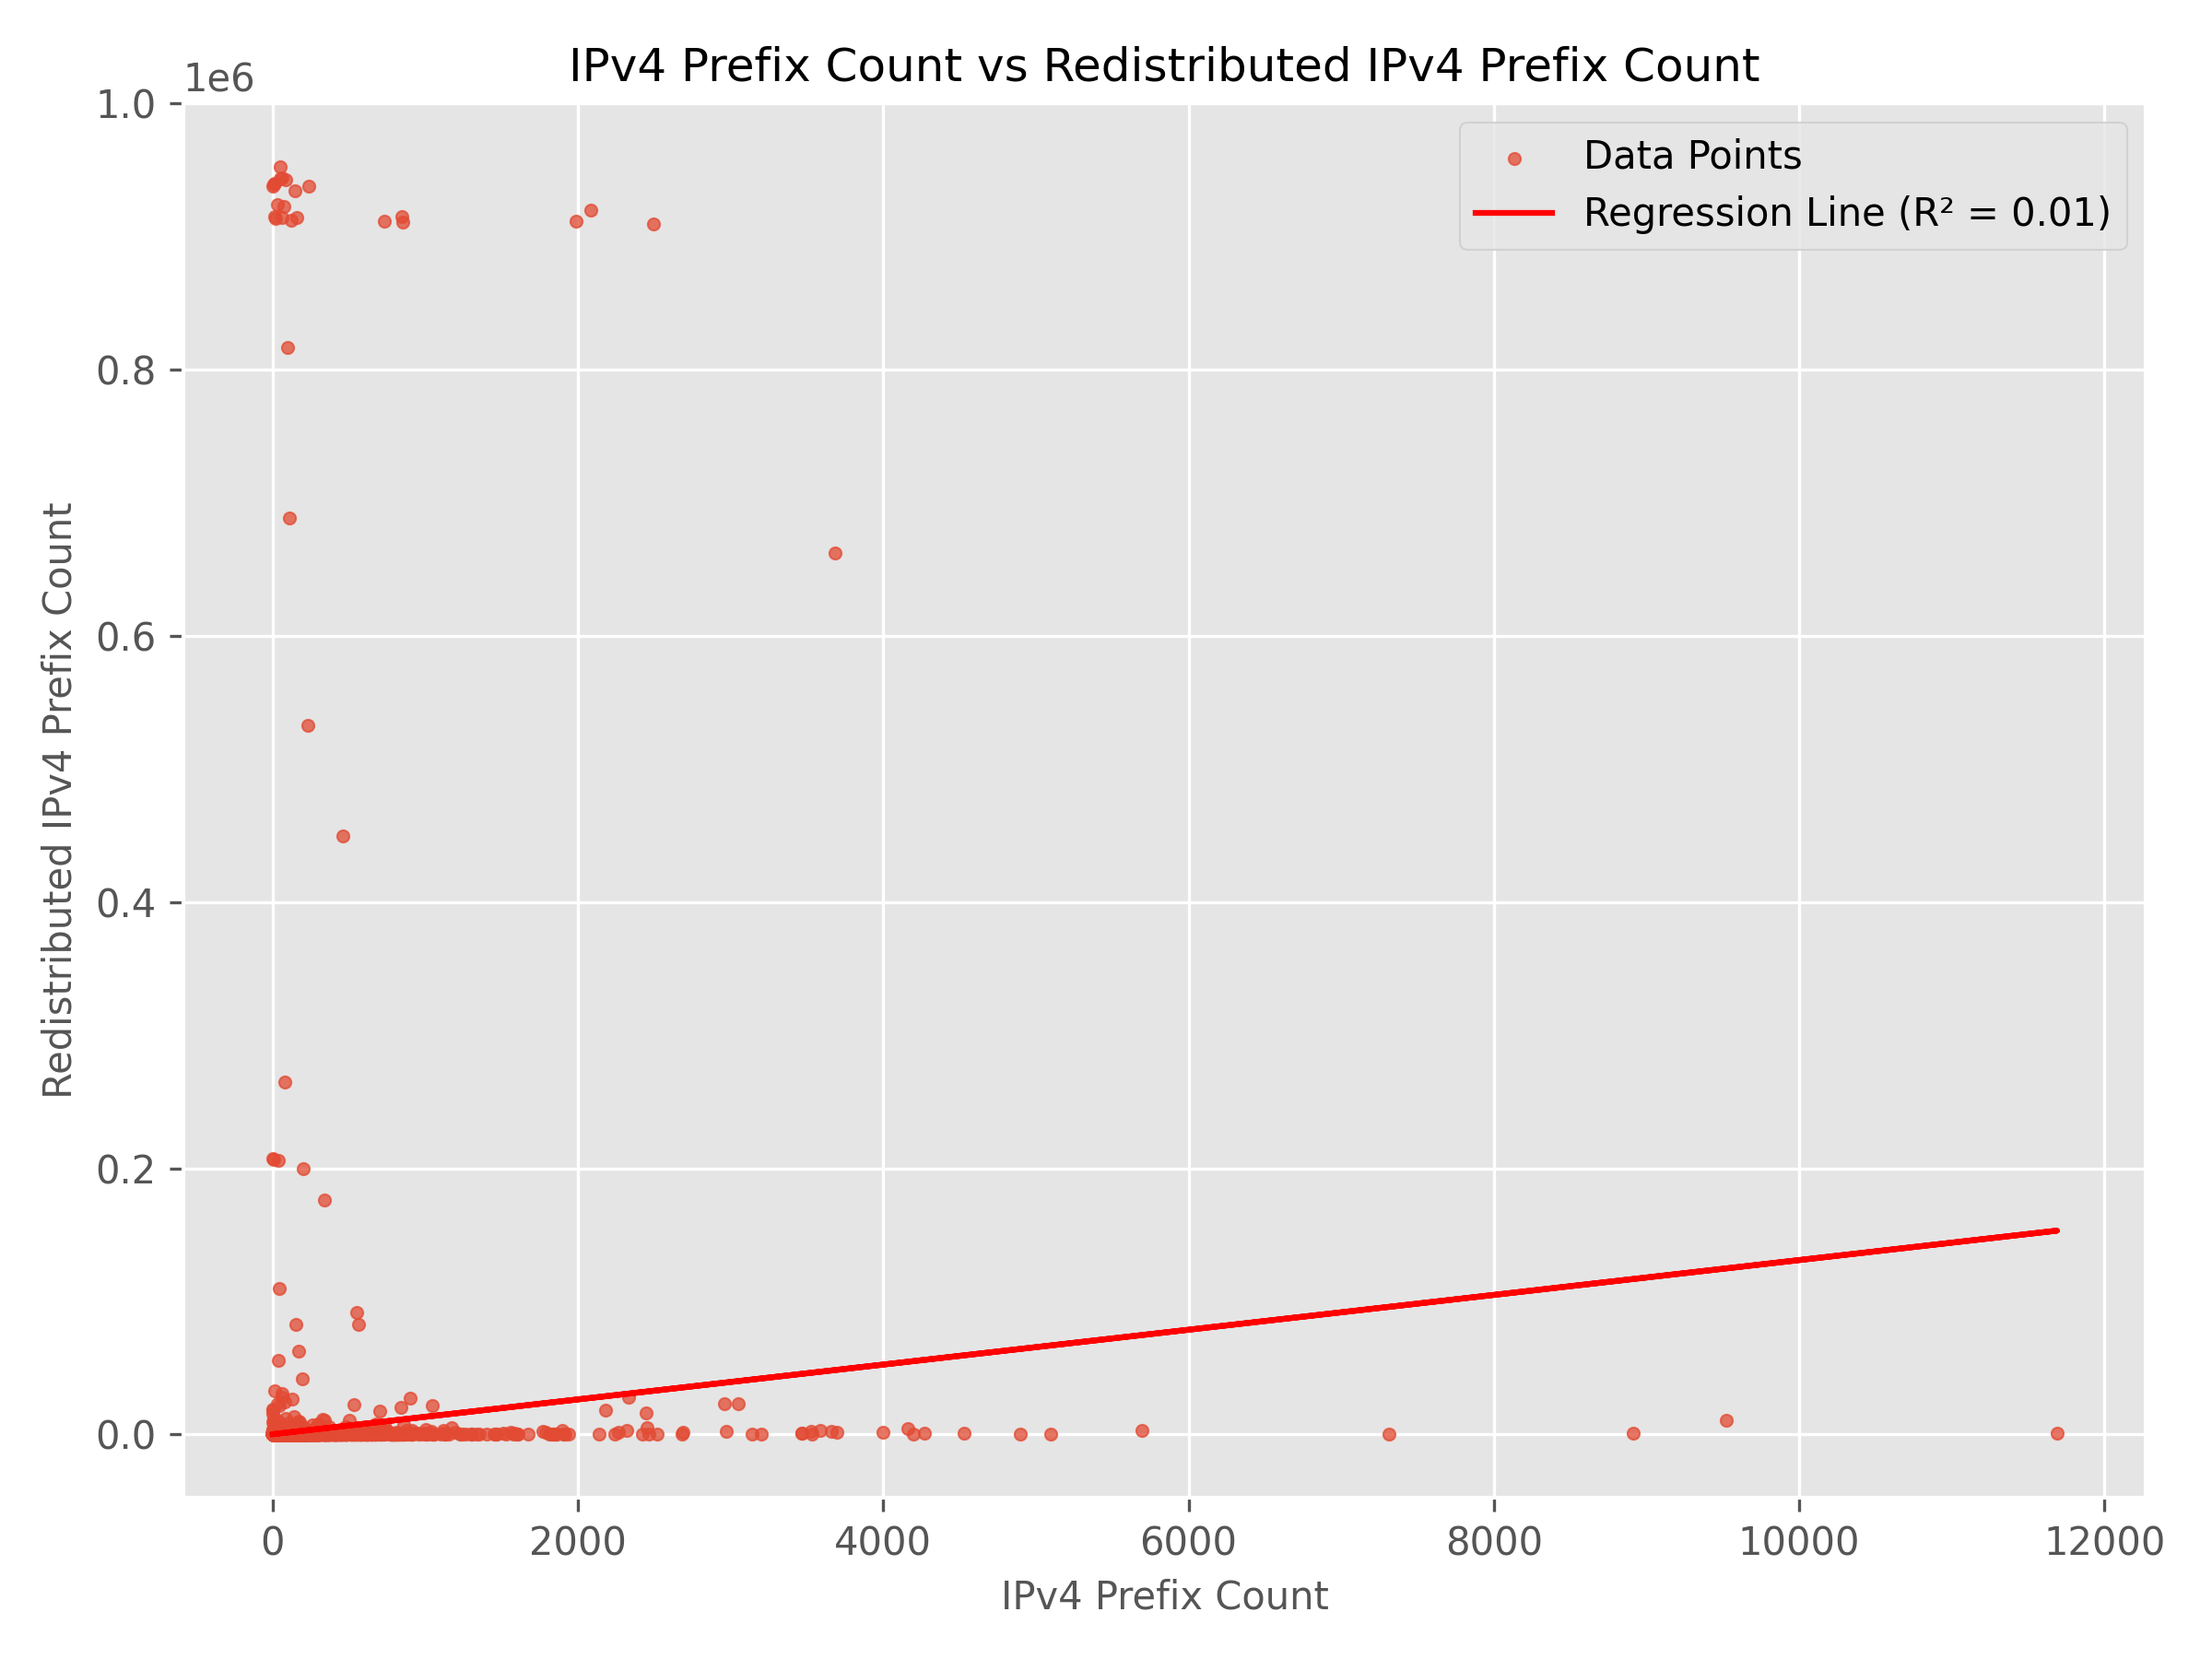 IPv4 Prefix Count vs Redistributed IPv4 Prefix Count
1e6
1.0
0.8
0.6
0.4
0.2
0.0
Redistributed IPv4 Prefix Count
Data Points
Regression Line (R² = 0.01)
0
2000
4000
6000
8000
10000
12000
IPv4 Prefix Count